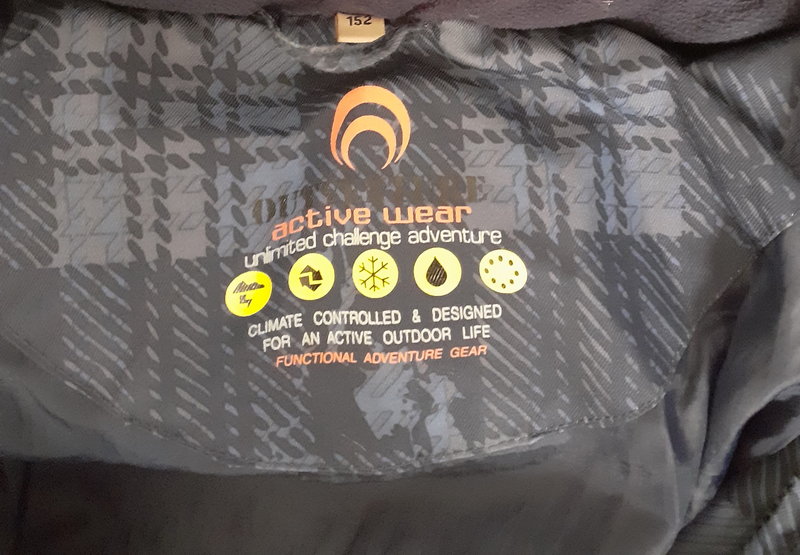 152
active wear
unlimited challenge adventure
CLIMATE CONTROLLED & DESIGNED
FOR AN ACTIVE OUTDOOR LIFE
FUNCTIONAL ADVENTURE GEAR